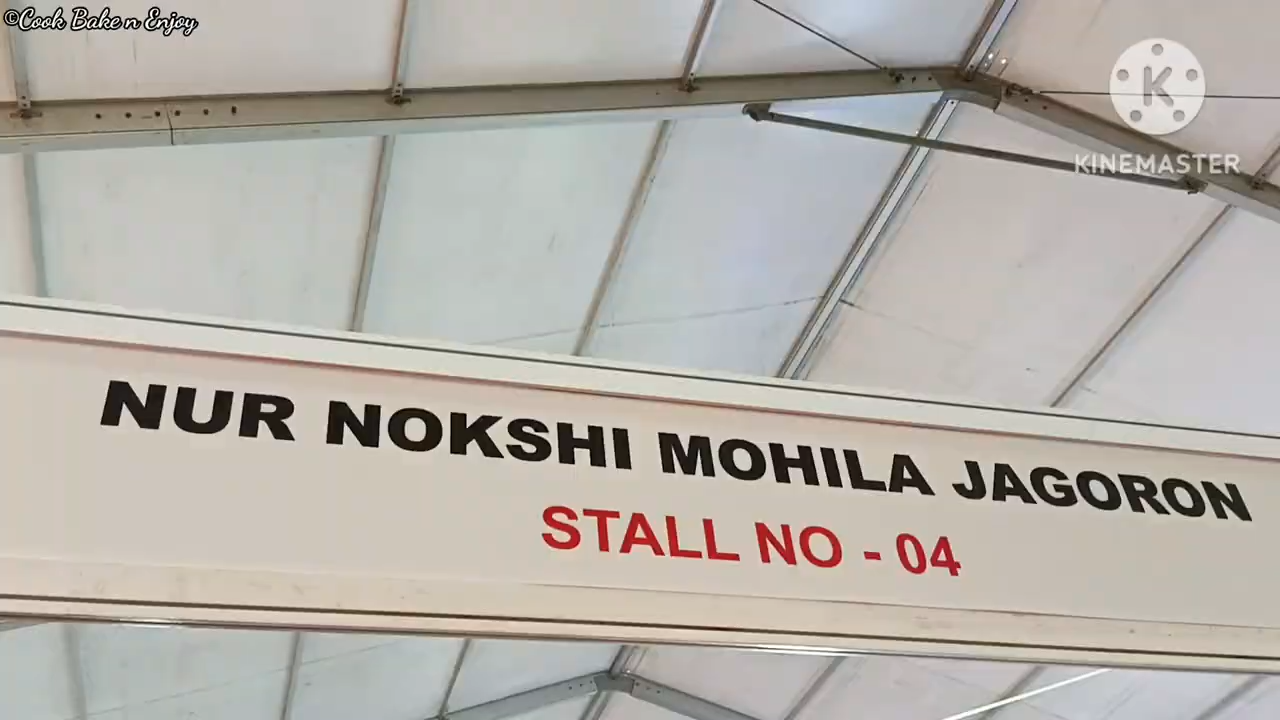 ©Cook Bake n Enjoy
K
KINEMASTER
NUR NOKSHI MOHILA JAGORON
STALL NO - 04